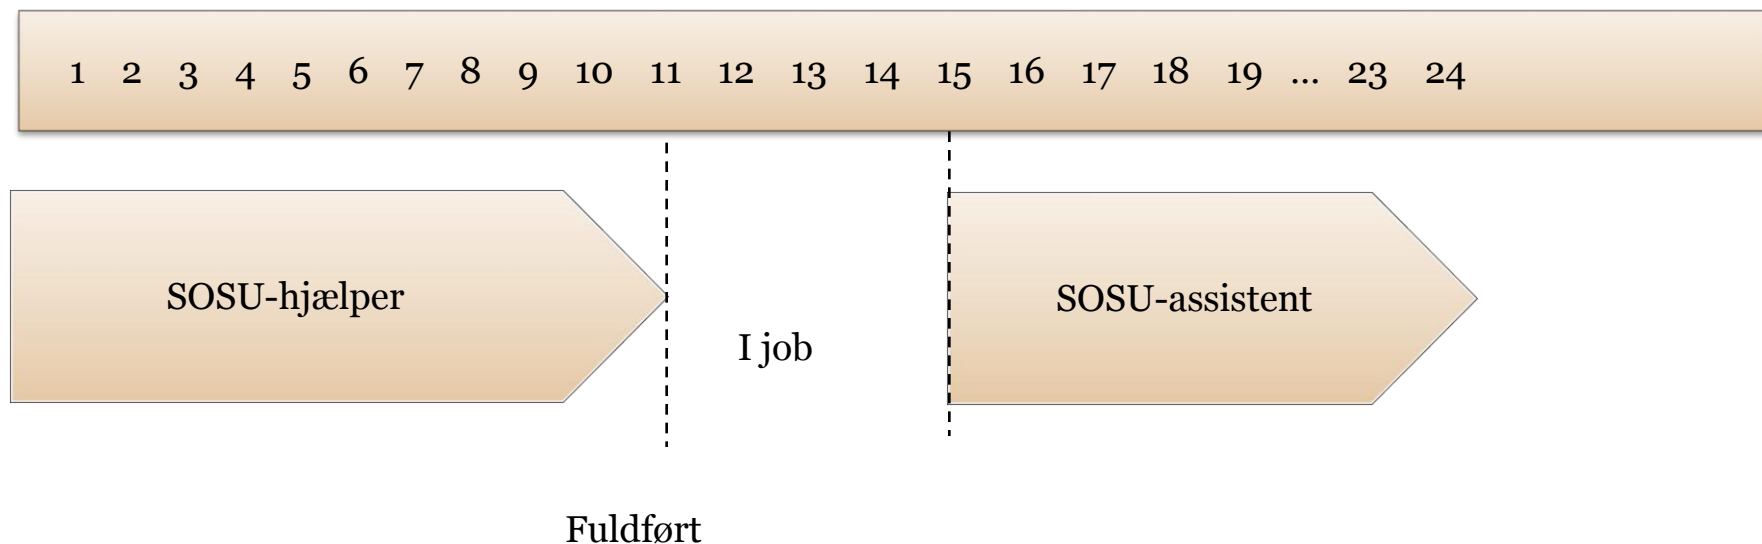 1 2 3 4 5 6 7 8 9 10 11 12 13 14 15 16 17 18 19 ... 23 24
SOSU-hjælper
SOSU-assistent
I job
Fuldført